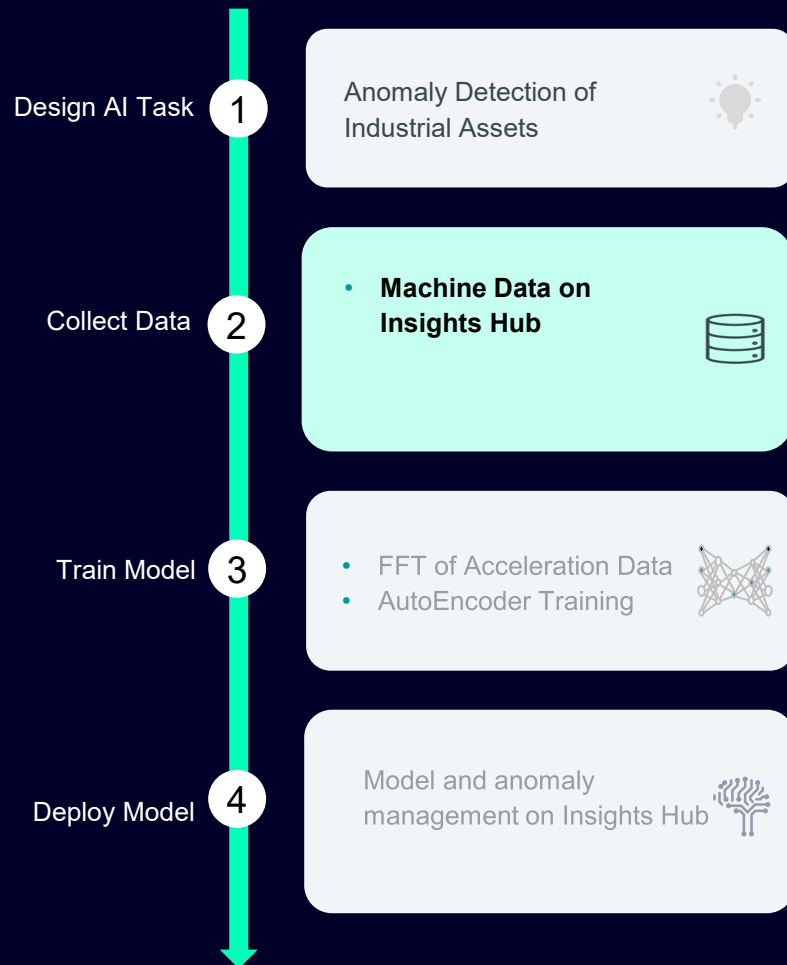 Design AI Task
1
Anomaly Detection of
Industrial Assets
Collect Data
2
• Machine Data on
Insights Hub
Train Model
3
• FFT of Acceleration Data
• AutoEncoder Training
Deploy Model
4
Model and anomaly
management on Insights Hub